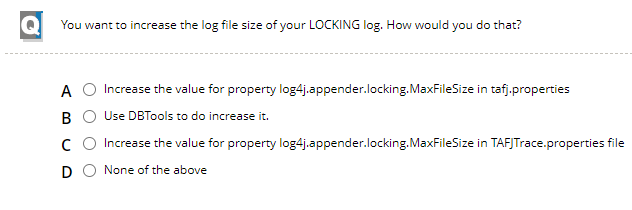 Q You want to increase the log file size of your LOCKING log. How would you do that?
A Increase the value for property log4j.appender.locking.MaxFileSize in tafj.properties
B Use DBTools to do increase it.
C Increase the value for property log4j.appender.locking.MaxFileSize in TAFJTrace.properties file
D None of the above